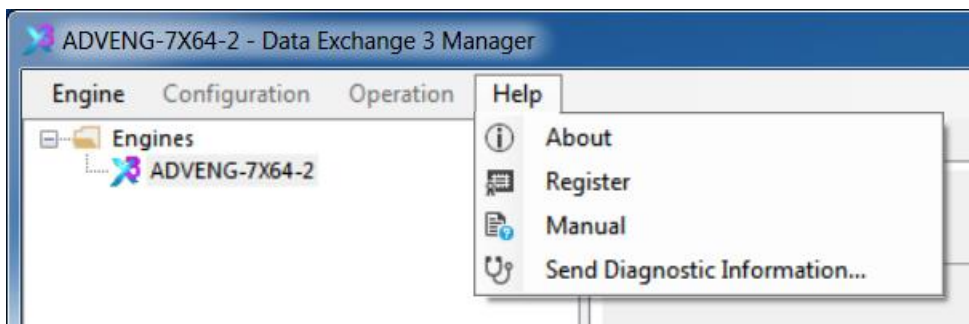 ADVENG-7X64-2 - Data Exchange 3 Manager
Engine Configuration Operation Help
Engines
ADVENG-7X64-2
About
Register
Manual
Send Diagnostic Information...